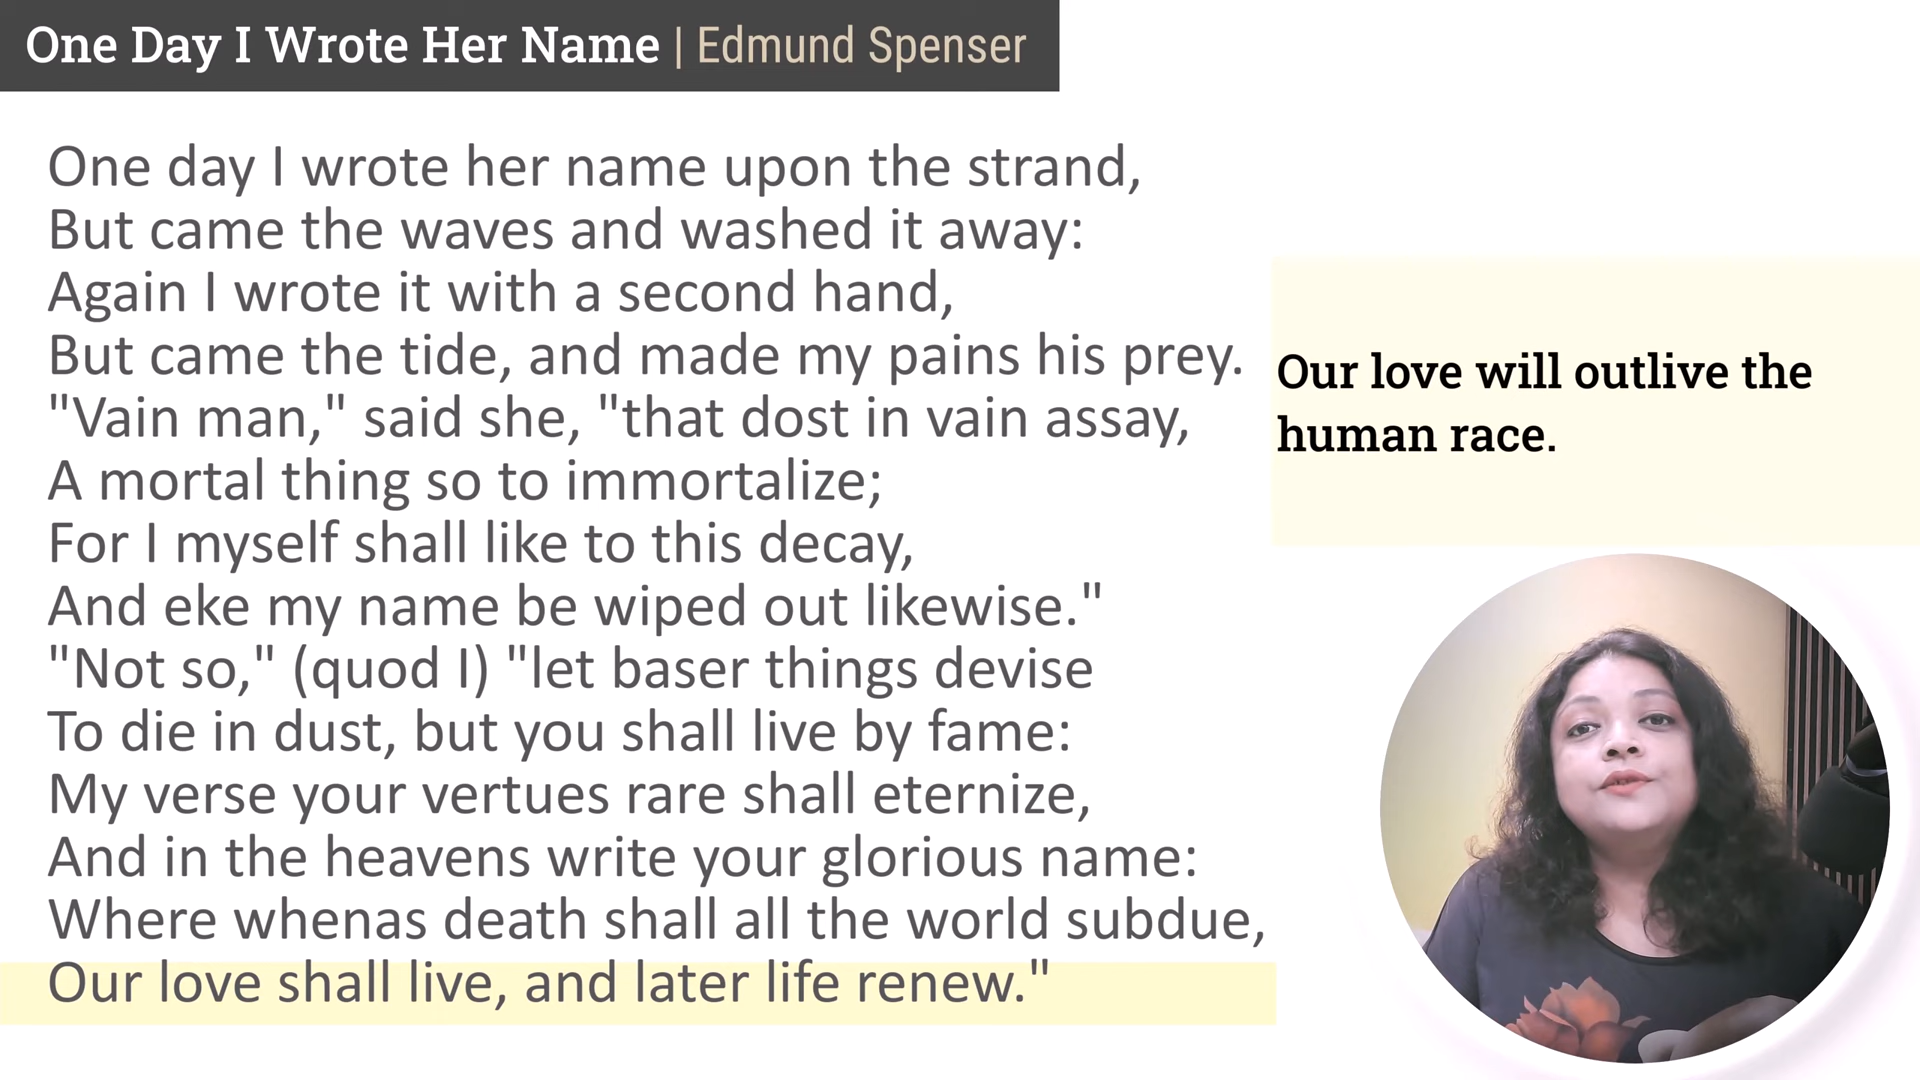 One Day I Wrote Her Name | Edmund Spenser
One day I wrote her name upon the strand,
But came the waves and washed it away:
Again I wrote it with a second hand,
But came the tide, and made my pains his prey.
"Vain man," said she, "that dost in vain assay,
A mortal thing so to immortalize;
For I myself shall like to this decay,
And eke my name be wiped out likewise."
"Not so," (quod I) "let baser things devise
To die in dust, but you shall live by fame:
My verse your vertues rare shall eternize,
And in the heavens write your glorious name:
Where whenas death shall all the world subdue,
Our love shall live, and later life renew."
Our love will outlive the
human race.